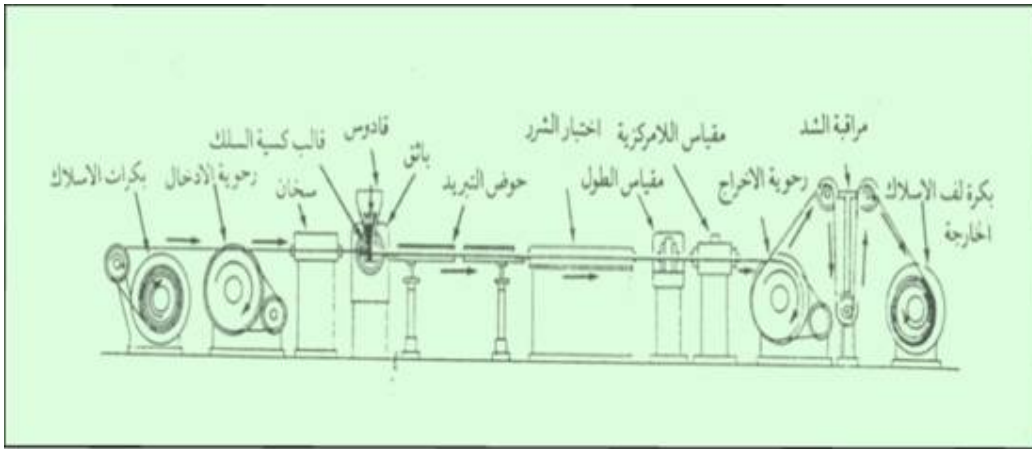 مراقبة الشد
مقياس اللامركزية
اختبار الشرر
قادوس
قالب كسية السلك
باثق
بكرة لف الاسلاك
الخارجة
رحوية الاخراج
مقياس الطول
حوض التبريد
سخان
رحوية الادخال
بكرات الاسلاك